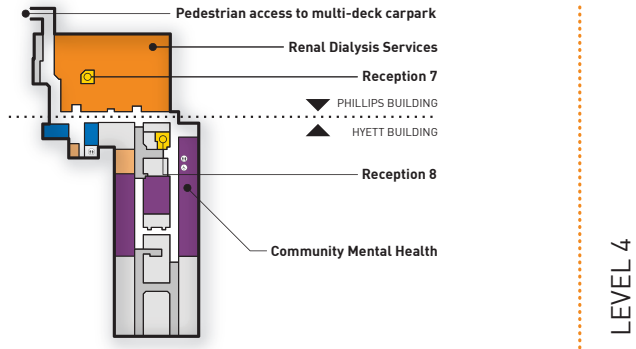 Pedestrian access to multi-deck carpark
Renal Dialysis Services
Reception 7
PHILLIPS BUILDING
HYETT BUILDING
Reception 8
Community Mental Health
LEVEL 4